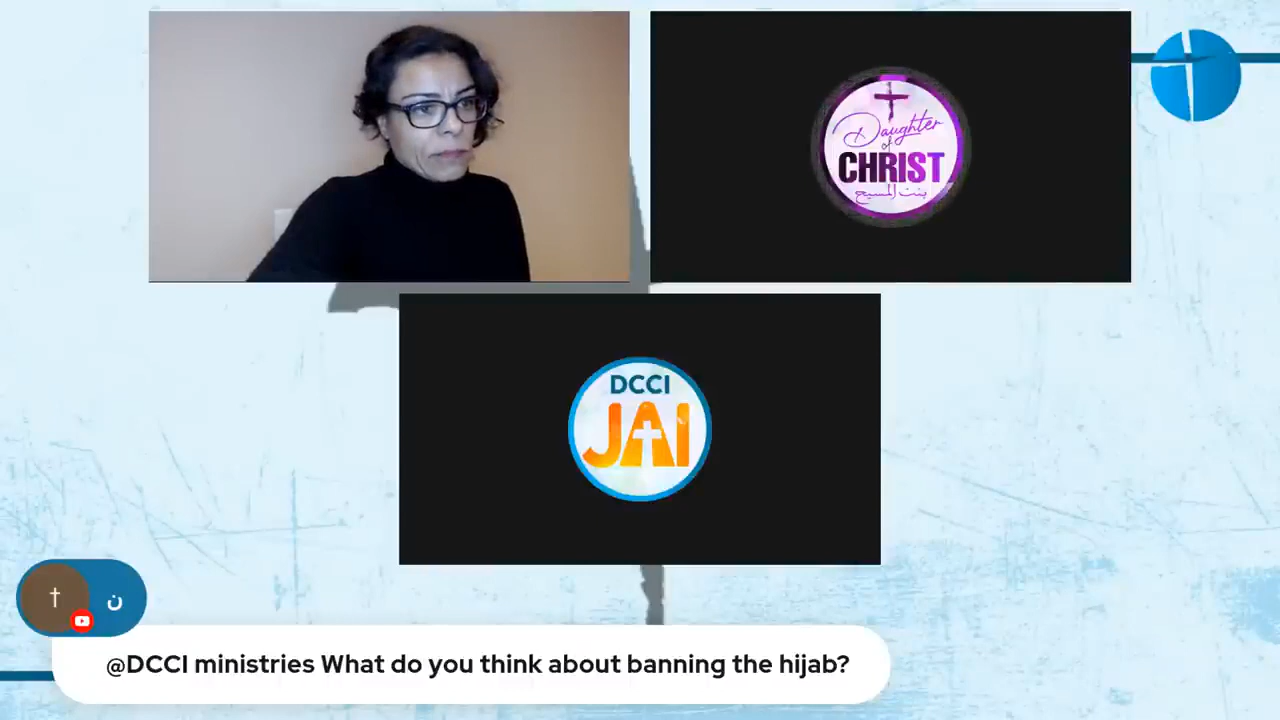 Daughter
of
CHRIST
بنت المسيح
DCCI
JAI
ن
@DCCI ministries What do you think about banning the hijab?